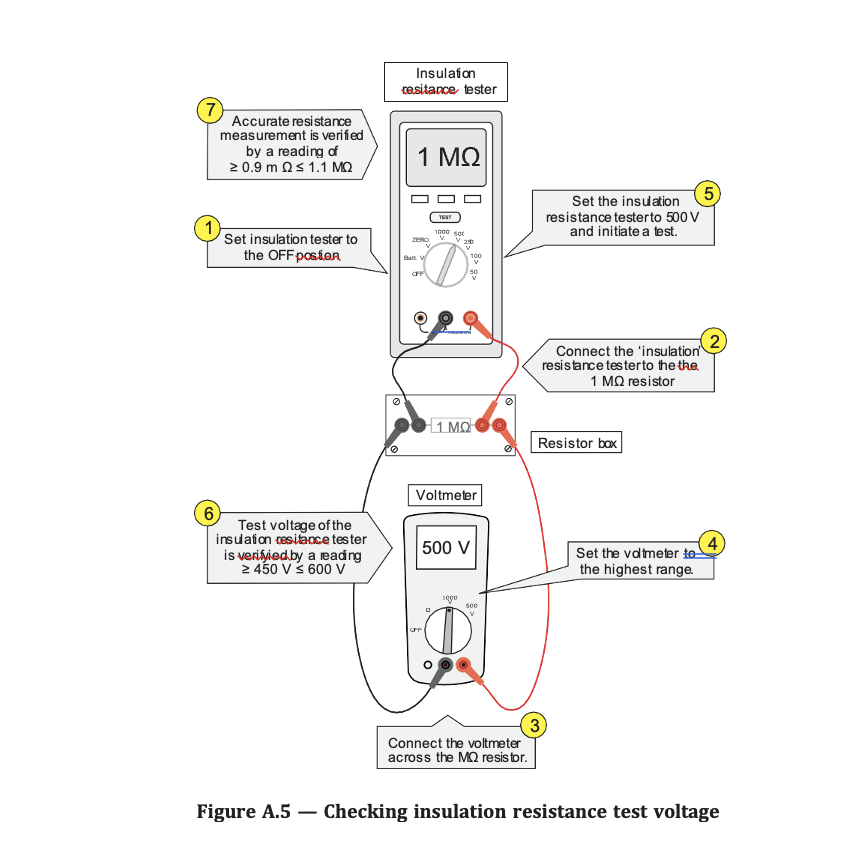 Insulation
resitance tester
7
Accurate resistance
measurement is verified
by a reading of
≥ 0.9 m Ω ≤ 1.1 MΩ
1 MΩ
TEST
ZERO
1000
V
500
V
250
V
100
V
50
V
Batt. V
OFF
5
Set the insulation
resistance tester to 500 V
and initiate a test.
1
Set insulation tester to
the OFF postion
2
Connect the ‘insulation’
resistance tester to the the
1 MΩ resistor
1 MΩ
Resistor box
Voltmeter
6
Test voltage of the
insulation resitance tester
is verifyied by a reading
≥ 450 V ≤ 600 V
500 V
4
Set the voltmeter to
the highest range.
Ω
1000
V
500
V
OFF
3
Connect the voltmeter
across the MΩ resistor.
Figure A.5 — Checking insulation resistance test voltage